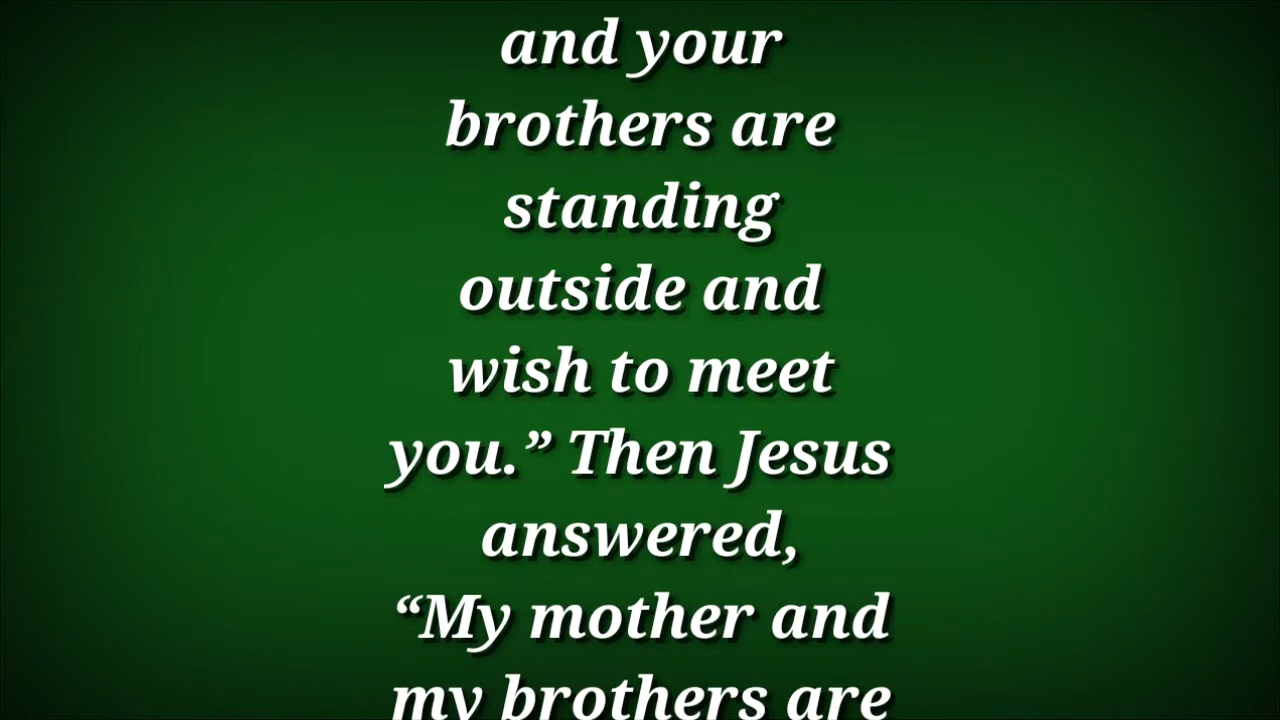 and your
brothers are
standing
outside and
wish to meet
you.” Then Jesus
answered,
“My mother and
my brothers are